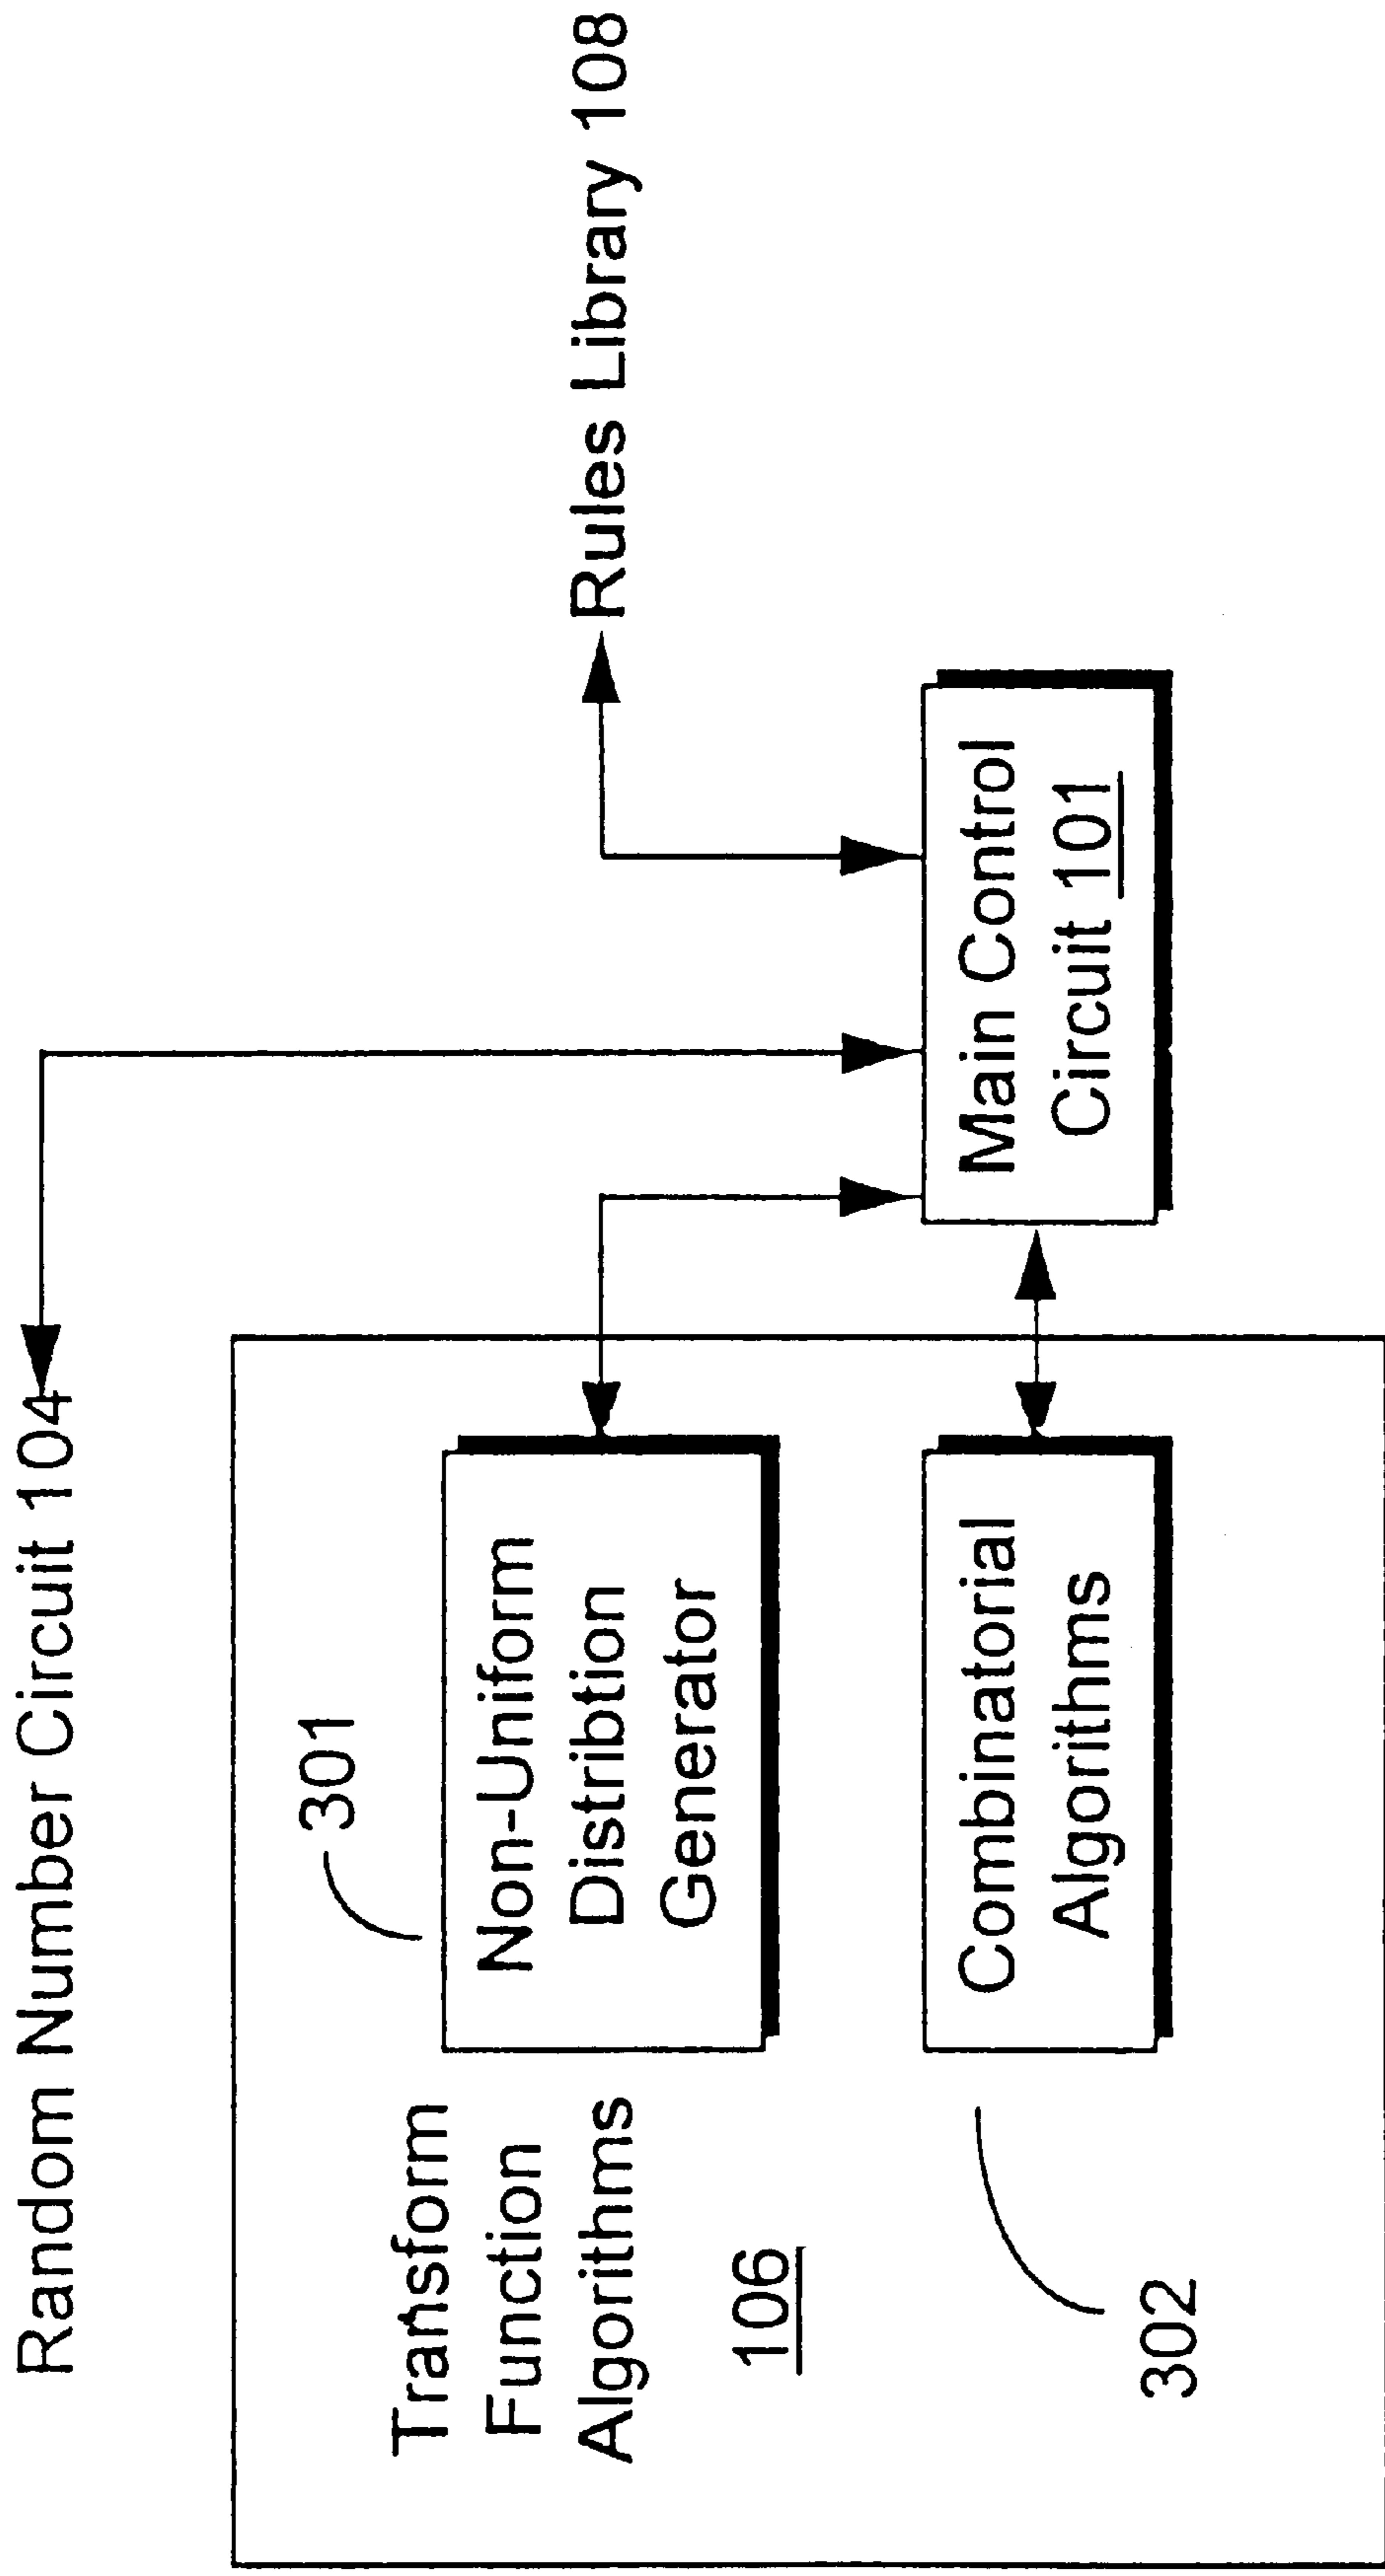 Random Number Circuit 104
301
Transform
Function
Algorithms
106
Non-Uniform
Distribtion
Generator
Rules Library 108
302
Combinatorial
Algorithms
Main Control
Circuit 101